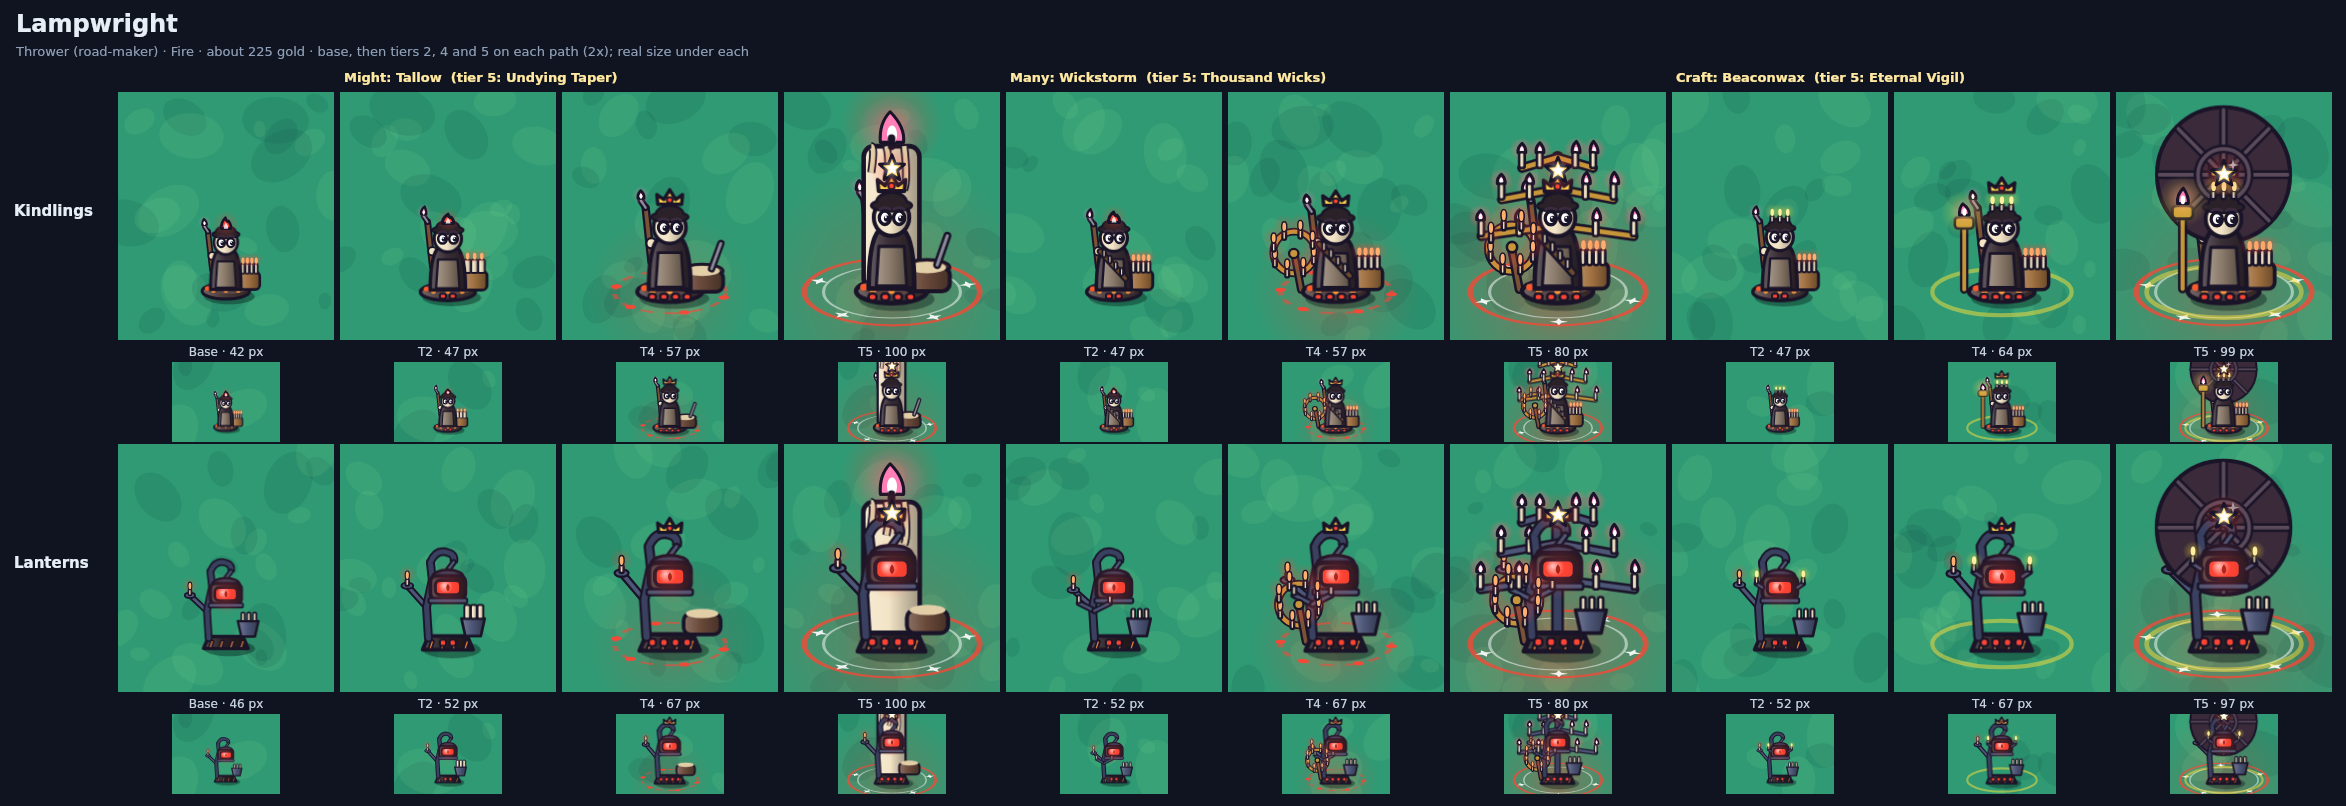 Lampwright
Thrower (road-maker) · Fire · about 225 gold · base, then tiers 2, 4 and 5 on each path (2x); real size under each
Might: Tallow (tier 5: Undying Taper)
Many: Wickstorm (tier 5: Thousand Wicks)
Craft: Beaconwax (tier 5: Eternal Vigil)
Kindlings
Base · 42 px
T2 · 47 px
T4 · 57 px
T5 · 100 px
T2 · 47 px
T4 · 57 px
T5 · 80 px
T2 · 47 px
T4 · 64 px
T5 · 99 px
Lanterns
Base · 46 px
T2 · 52 px
T4 · 67 px
T5 · 100 px
T2 · 52 px
T4 · 67 px
T5 · 80 px
T2 · 52 px
T4 · 67 px
T5 · 97 px